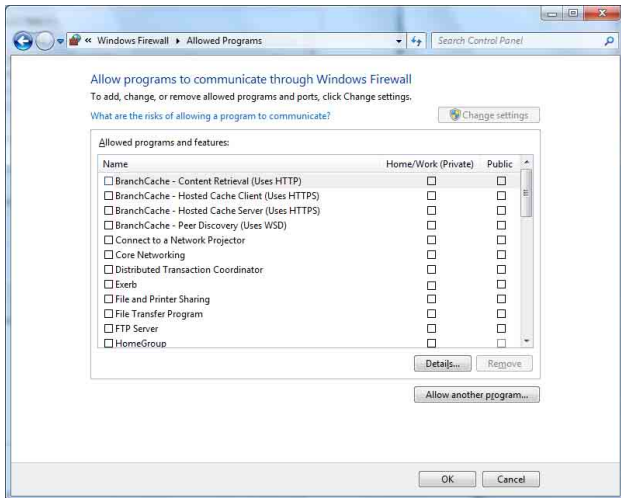 « Windows Firewall ▸ Allowed Programs
Search Control Panel
Allow programs to communicate through Windows Firewall
To add, change, or remove allowed programs and ports, click Change settings.
What are the risks of allowing a program to communicate?
Change settings
Allowed programs and features:
Name Home/Work (Private) Public
BranchCache - Content Retrieval (Uses HTTP)
BranchCache - Hosted Cache Client (Uses HTTPS)
BranchCache - Hosted Cache Server (Uses HTTPS)
BranchCache - Peer Discovery (Uses WSD)
Connect to a Network Projector
Core Networking
Distributed Transaction Coordinator
Exerb
File and Printer Sharing
File Transfer Program
FTP Server
HomeGroup
Details... Remove
Allow another program...
OK Cancel